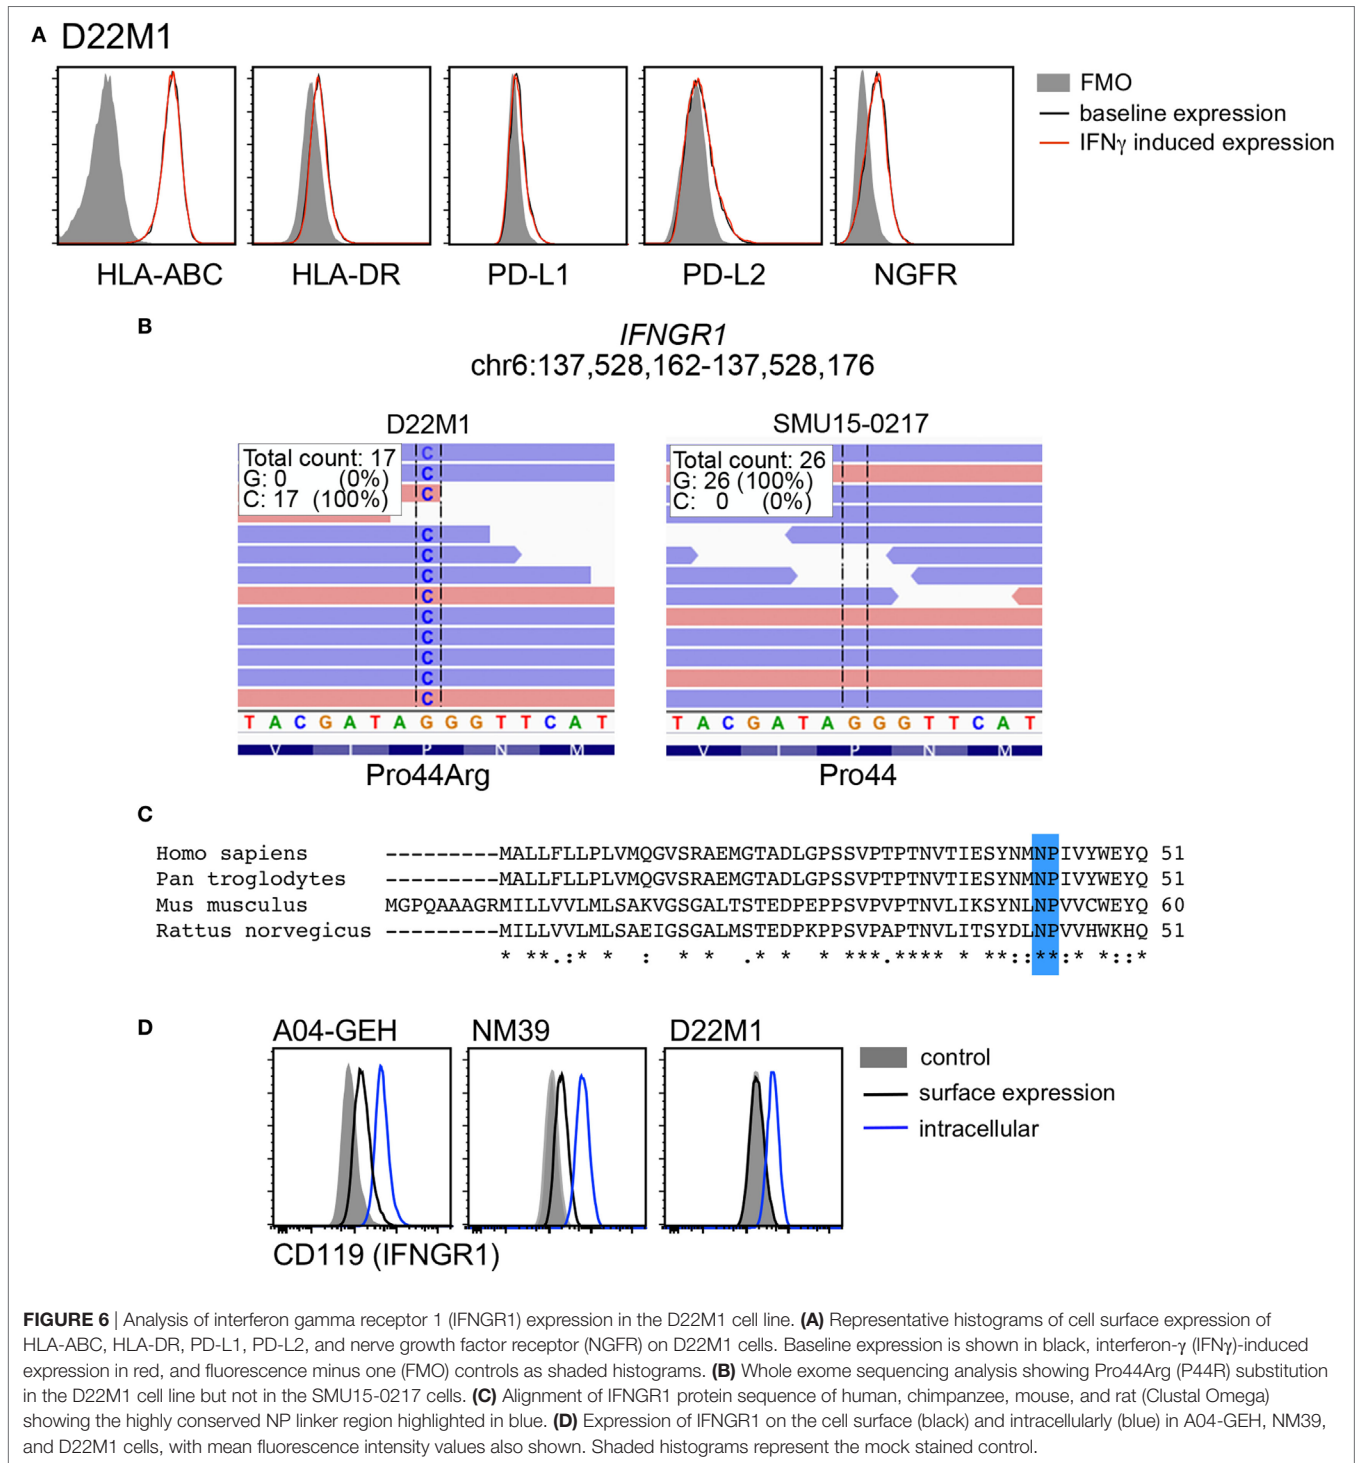 A D22M1
HLA-ABC HLA-DR PD-L1 PD-L2 NGFR
FMO
baseline expression
IFNγ induced expression
B
IFNGR1
chr6:137,528,162-137,528,176
D22M1
Total count: 17
G: 0 (0%)
C: 17 (100%)
C
C
C
C
C
C
C
C
C
C
C
C
T A C G A T A G G G T T C A T
V I P N M
Pro44Arg
SMU15-0217
Total count: 26
G: 26 (100%)
C: 0 (0%)
T A C G A T A G G G T T C A T
V I P N M
Pro44
C
Homo sapiens ---------MALLFLLPLVMQGVSRAEMGTADLGPSSVPTPTNVTIESYNMNPIVYWEYQ 51
Pan troglodytes ---------MALLFLLPLVMQGVSRAEMGTADLGPSSVPTPTNVTIESYNMNPIVYWEYQ 51
Mus musculus MGPQAAAGRMILLVVLMLSAKVGSGALTSTEDPEPPSVPVPTNVLIKSYNLNPVVCWEYQ 60
Rattus norvegicus ---------MILLVVLMLSAEIGSGALMSTEDPKPPSVPAPTNVLITSYDLNPVVHWKHQ 51
* **.:* * : * * .* * * ***.**** * **::**:* *::*
D
A04-GEH NM39 D22M1
control
surface expression
intracellular
CD119 (IFNGR1)
FIGURE 6 | Analysis of interferon gamma receptor 1 (IFNGR1) expression in the D22M1 cell line. (A) Representative histograms of cell surface expression of
HLA-ABC, HLA-DR, PD-L1, PD-L2, and nerve growth factor receptor (NGFR) on D22M1 cells. Baseline expression is shown in black, interferon-γ (IFNγ)-induced
expression in red, and fluorescence minus one (FMO) controls as shaded histograms. (B) Whole exome sequencing analysis showing Pro44Arg (P44R) substitution
in the D22M1 cell line but not in the SMU15-0217 cells. (C) Alignment of IFNGR1 protein sequence of human, chimpanzee, mouse, and rat (Clustal Omega)
showing the highly conserved NP linker region highlighted in blue. (D) Expression of IFNGR1 on the cell surface (black) and intracellularly (blue) in A04-GEH, NM39,
and D22M1 cells, with mean fluorescence intensity values also shown. Shaded histograms represent the mock stained control.